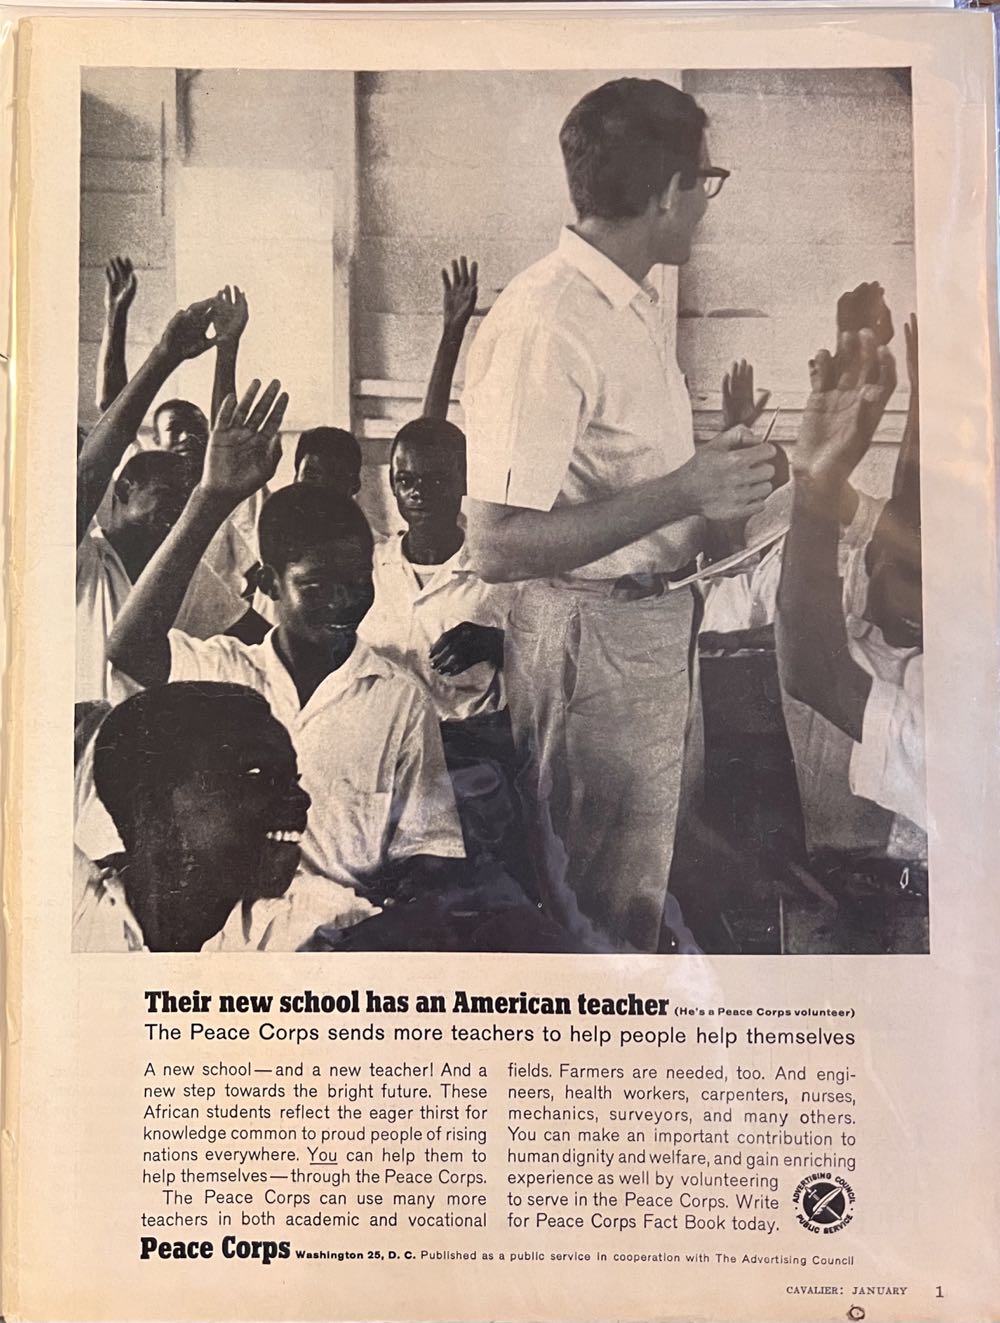 Their new school has an American teacher (He's a Peace Corps volunteer)
The Peace Corps sends more teachers to help people help themselves
A new school—and a new teacher! And a
new step towards the bright future. These
African students reflect the eager thirst for
knowledge common to proud people of rising
nations everywhere. You can help them to
help themselves—through the Peace Corps.
The Peace Corps can use many more
teachers in both academic and vocational
fields. Farmers are needed, too. And engi-
neers, health workers, carpenters, nurses,
mechanics, surveyors, and many others.
You can make an important contribution to
human dignity and welfare, and gain enriching
experience as well by volunteering
to serve in the Peace Corps. Write
for Peace Corps Fact Book today.
ADVERTISING COUNCIL
PUBLIC SERVICE
Peace Corps Washington 25, D. C. Published as a public service in cooperation with The Advertising Council
CAVALIER: JANUARY 1